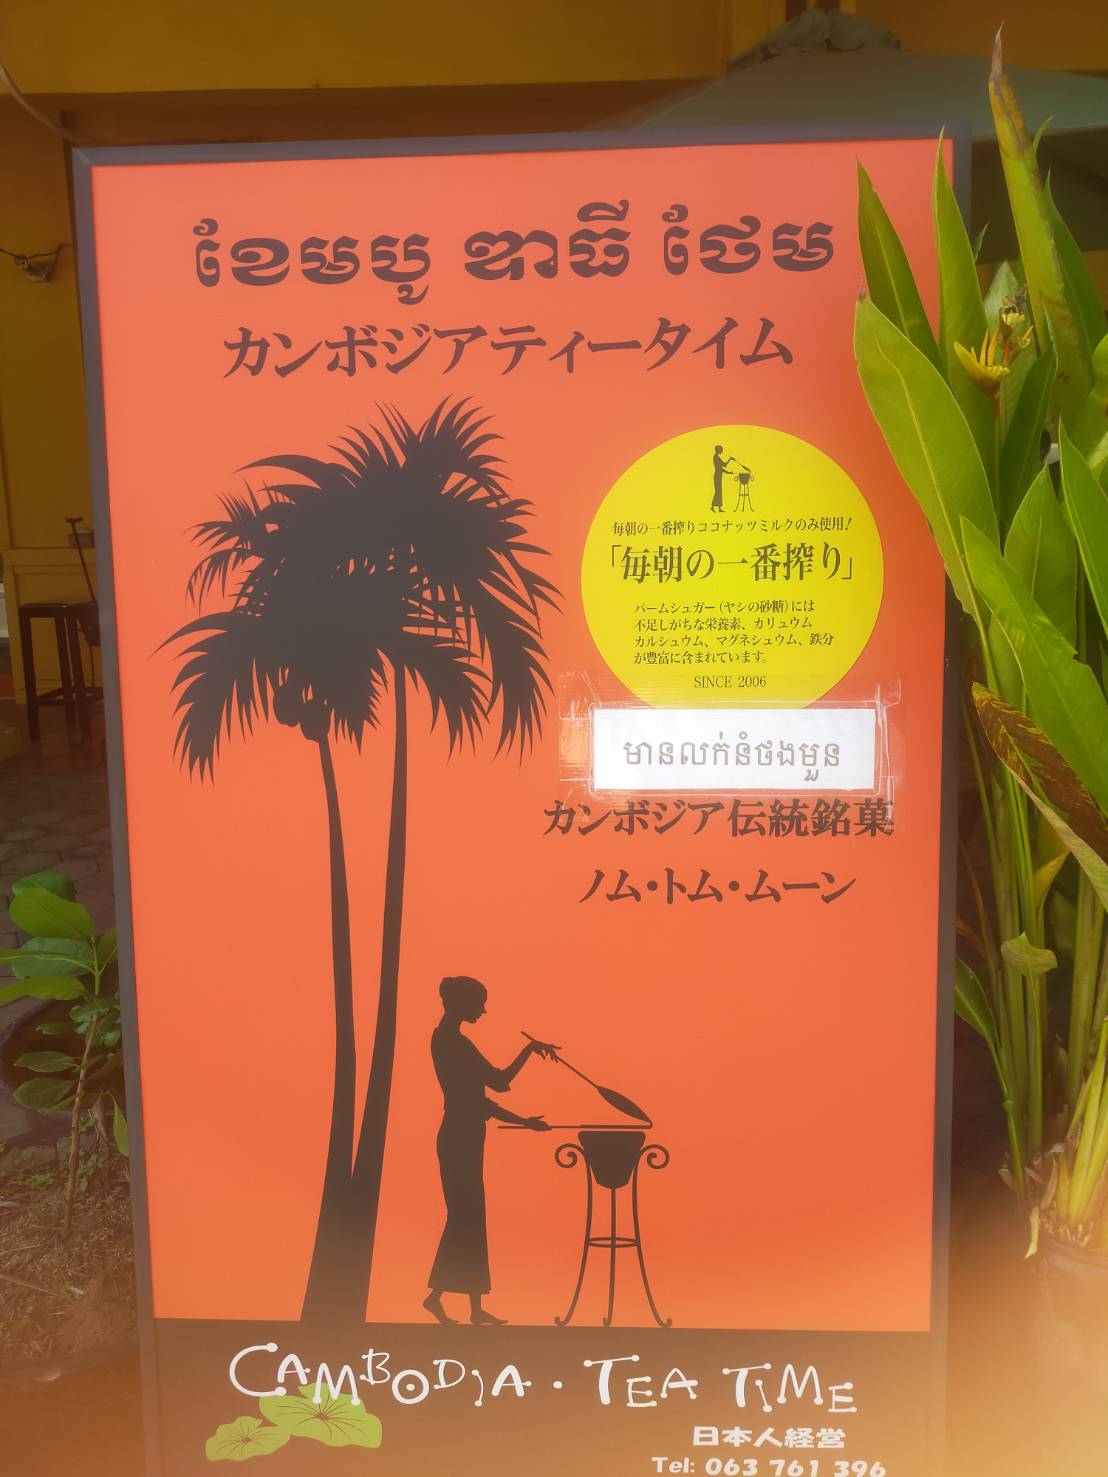 ខែមបូ ឌាធី ថែម
カンボジアティータイム
毎朝の一番搾りココナッツミルクのみ使用!
「毎朝の一番搾り」
パームシュガー(ヤシの砂糖)には
不足しがちな栄養素、カリュウム
カルシュウム、マグネシュウム、鉄分
が豊富に含まれています。
SINCE 2006
មានលក់នំថងមួន
カンボジア伝統銘菓
ノム・トム・ムーン
CAMBODIA・TEA TIME
日本人経営
Tel: 063 761 396